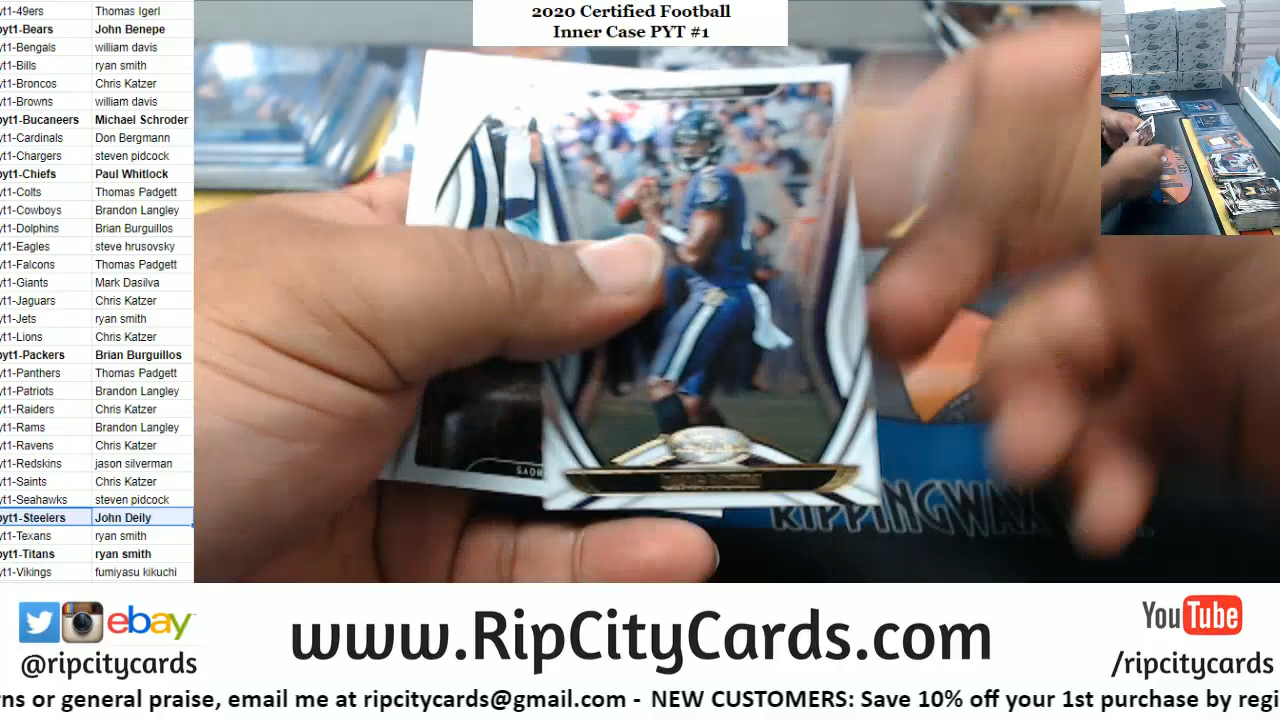 2020 Certified Football
Inner Case PYT #1
yt1-49ers Thomas Igerl
pyt1-Bears John Benepe
yt1-Bengals william davis
yt1-Bills ryan smith
yt1-Broncos Chris Katzer
yt1-Browns william davis
pyt1-Bucaneers Michael Schroder
yt1-Cardinals Don Bergmann
yt1-Chargers steven pidcock
pyt1-Chiefs Paul Whitlock
yt1-Colts Thomas Padgett
yt1-Cowboys Brandon Langley
yt1-Dolphins Brian Burguillos
yt1-Eagles steve hrusovsky
yt1-Falcons Thomas Padgett
yt1-Giants Mark Dasilva
yt1-Jaguars Chris Katzer
yt1-Jets ryan smith
yt1-Lions Chris Katzer
pyt1-Packers Brian Burguillos
yt1-Panthers Thomas Padgett
yt1-Patriots Brandon Langley
yt1-Raiders Chris Katzer
yt1-Rams Brandon Langley
yt1-Ravens Chris Katzer
yt1-Redskins jason silverman
yt1-Saints Chris Katzer
yt1-Seahawks steven pidcock
pyt1-Steelers John Deily
yt1-Texans ryan smith
pyt1-Titans ryan smith
yt1-Vikings fumiyasu kikuchi
RIPPINGWAX
ebay
@ripcitycards
www.RipCityCards.com
YouTube
/ripcitycards
ns or general praise, email me at ripcitycards@gmail.com - NEW CUSTOMERS: Save 10% off your 1st purchase by regi